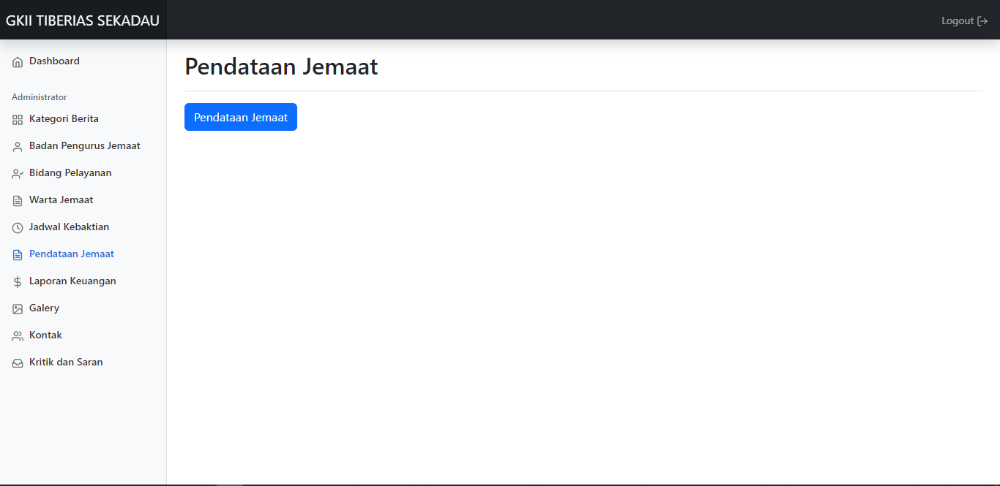 GKII TIBERIAS SEKADAU
Logout
Dashboard
Administrator
Kategori Berita
Badan Pengurus Jemaat
Bidang Pelayanan
Warta Jemaat
Jadwal Kebaktian
Pendataan Jemaat
Laporan Keuangan
Galery
Kontak
Kritik dan Saran
Pendataan Jemaat
Pendataan Jemaat